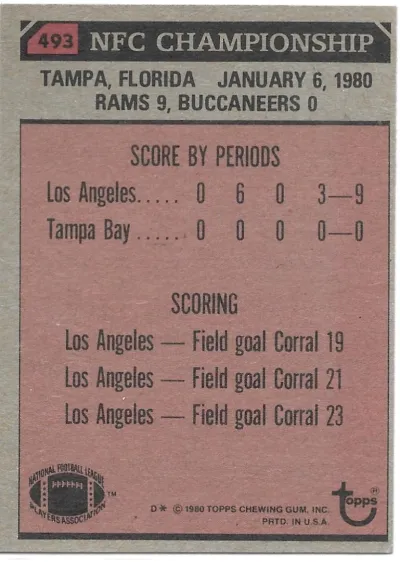 493 NFC CHAMPIONSHIP
TAMPA, FLORIDA JANUARY 6, 1980
RAMS 9, BUCCANEERS 0
SCORE BY PERIODS
Los Angeles..... 0 6 0 3—9
Tampa Bay ..... 0 0 0 0—0
SCORING
Los Angeles — Field goal Corral 19
Los Angeles — Field goal Corral 21
Los Angeles — Field goal Corral 23
NATIONAL FOOTBALL LEAGUE
PLAYERS ASSOCIATION
™
D* © 1980 TOPPS CHEWING GUM, INC.
PRTD. IN U.S.A.
topps®